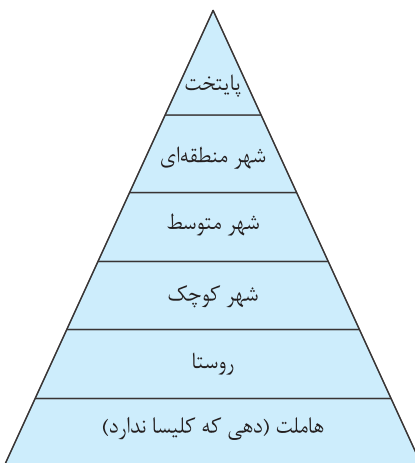 پایتخت
شهر منطقه‌ای
شهر متوسط
شهر کوچک
روستا
هاملت (دهی که کلیسا ندارد)